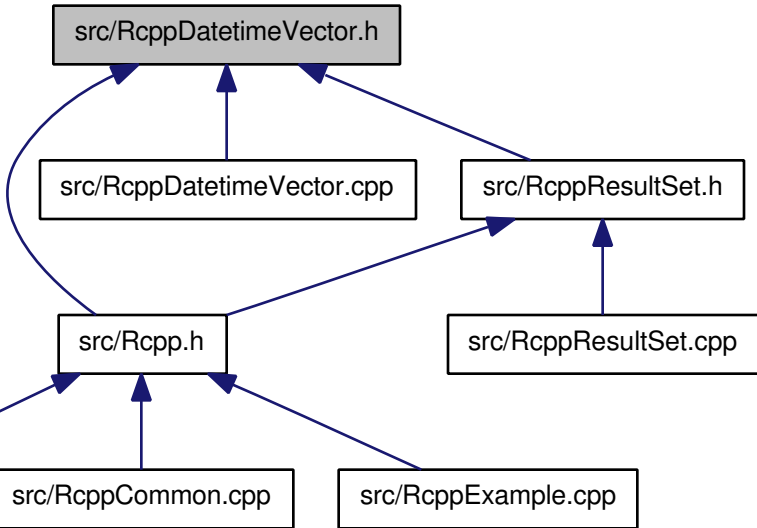 src/RcppDatetimeVector.h
src/RcppDatetimeVector.cpp
src/RcppResultSet.h
src/Rcpp.h
src/RcppResultSet.cpp
src/RcppCommon.cpp
src/RcppExample.cpp